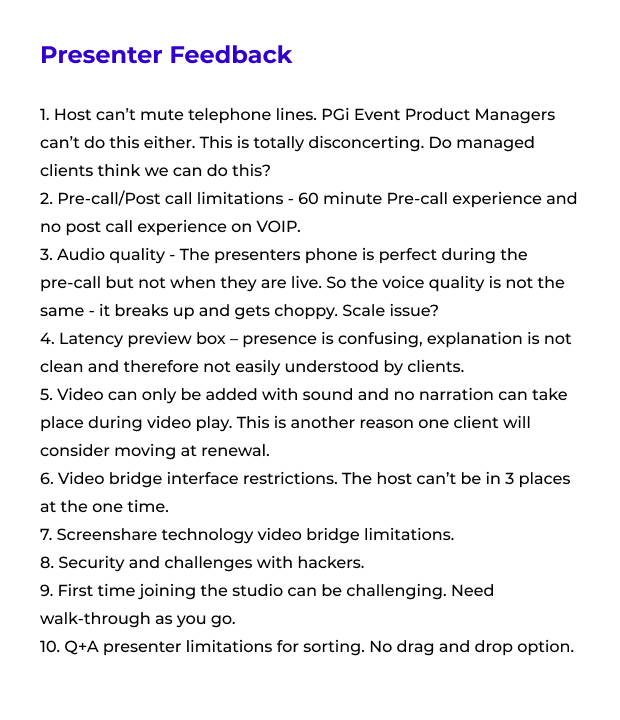 Presenter Feedback
1. Host can’t mute telephone lines. PGi Event Product Managers
can’t do this either. This is totally disconcerting. Do managed
clients think we can do this?
2. Pre-call/Post call limitations - 60 minute Pre-call experience and
no post call experience on VOIP.
3. Audio quality - The presenters phone is perfect during the
pre-call but not when they are live. So the voice quality is not the
same - it breaks up and gets choppy. Scale issue?
4. Latency preview box – presence is confusing, explanation is not
clean and therefore not easily understood by clients.
5. Video can only be added with sound and no narration can take
place during video play. This is another reason one client will
consider moving at renewal.
6. Video bridge interface restrictions. The host can’t be in 3 places
at the one time.
7. Screenshare technology video bridge limitations.
8. Security and challenges with hackers.
9. First time joining the studio can be challenging. Need
walk-through as you go.
10. Q+A presenter limitations for sorting. No drag and drop option.